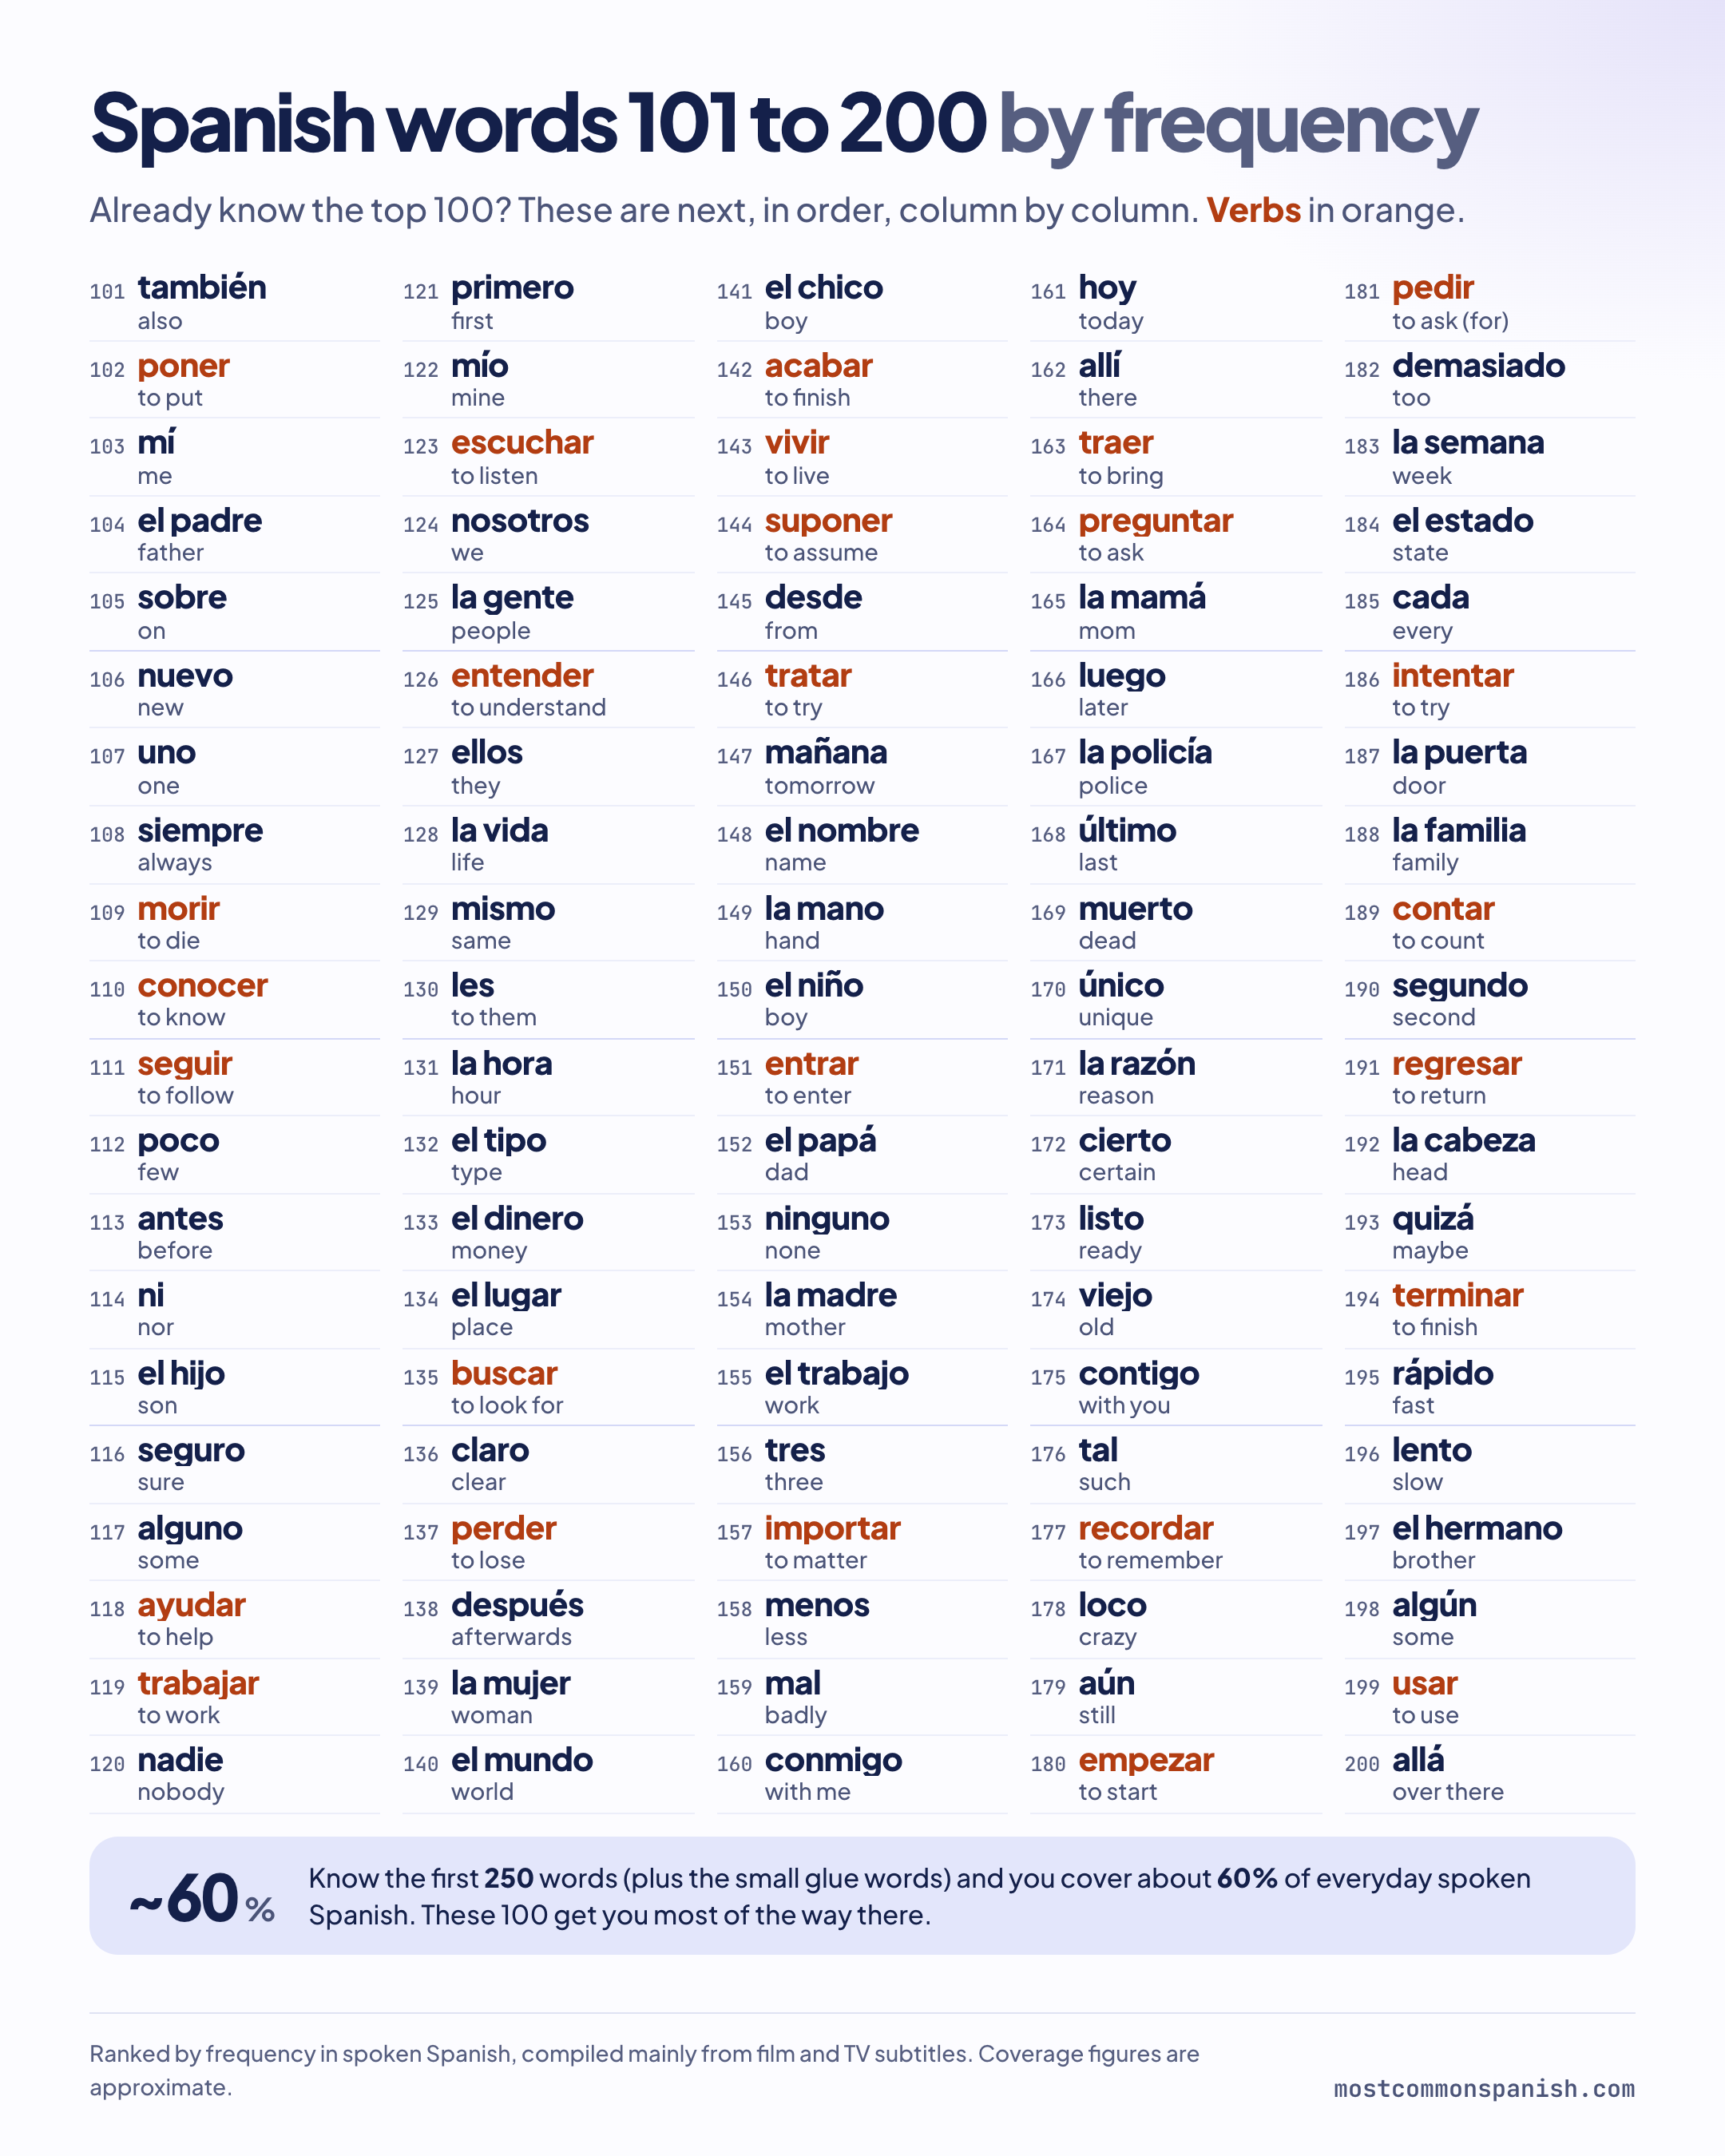 Spanish words 101 to 200 by frequency
Already know the top 100? These are next, in order, column by column. Verbs in orange.
101 también
also
102 poner
to put
103 mí
me
104 el padre
father
105 sobre
on
106 nuevo
new
107 uno
one
108 siempre
always
109 morir
to die
110 conocer
to know
111 seguir
to follow
112 poco
few
113 antes
before
114 ni
nor
115 el hijo
son
116 seguro
sure
117 alguno
some
118 ayudar
to help
119 trabajar
to work
120 nadie
nobody
121 primero
first
122 mío
mine
123 escuchar
to listen
124 nosotros
we
125 la gente
people
126 entender
to understand
127 ellos
they
128 la vida
life
129 mismo
same
130 les
to them
131 la hora
hour
132 el tipo
type
133 el dinero
money
134 el lugar
place
135 buscar
to look for
136 claro
clear
137 perder
to lose
138 después
afterwards
139 la mujer
woman
140 el mundo
world
141 el chico
boy
142 acabar
to finish
143 vivir
to live
144 suponer
to assume
145 desde
from
146 tratar
to try
147 mañana
tomorrow
148 el nombre
name
149 la mano
hand
150 el niño
boy
151 entrar
to enter
152 el papá
dad
153 ninguno
none
154 la madre
mother
155 el trabajo
work
156 tres
three
157 importar
to matter
158 menos
less
159 mal
badly
160 conmigo
with me
161 hoy
today
162 allí
there
163 traer
to bring
164 preguntar
to ask
165 la mamá
mom
166 luego
later
167 la policía
police
168 último
last
169 muerto
dead
170 único
unique
171 la razón
reason
172 cierto
certain
173 listo
ready
174 viejo
old
175 contigo
with you
176 tal
such
177 recordar
to remember
178 loco
crazy
179 aún
still
180 empezar
to start
181 pedir
to ask (for)
182 demasiado
too
183 la semana
week
184 el estado
state
185 cada
every
186 intentar
to try
187 la puerta
door
188 la familia
family
189 contar
to count
190 segundo
second
191 regresar
to return
192 la cabeza
head
193 quizá
maybe
194 terminar
to finish
195 rápido
fast
196 lento
slow
197 el hermano
brother
198 algún
some
199 usar
to use
200 allá
over there
~60 %
Know the first 250 words (plus the small glue words) and you cover about 60% of everyday spoken
Spanish. These 100 get you most of the way there.
Ranked by frequency in spoken Spanish, compiled mainly from film and TV subtitles. Coverage figures are
approximate.
mostcommonspanish.com